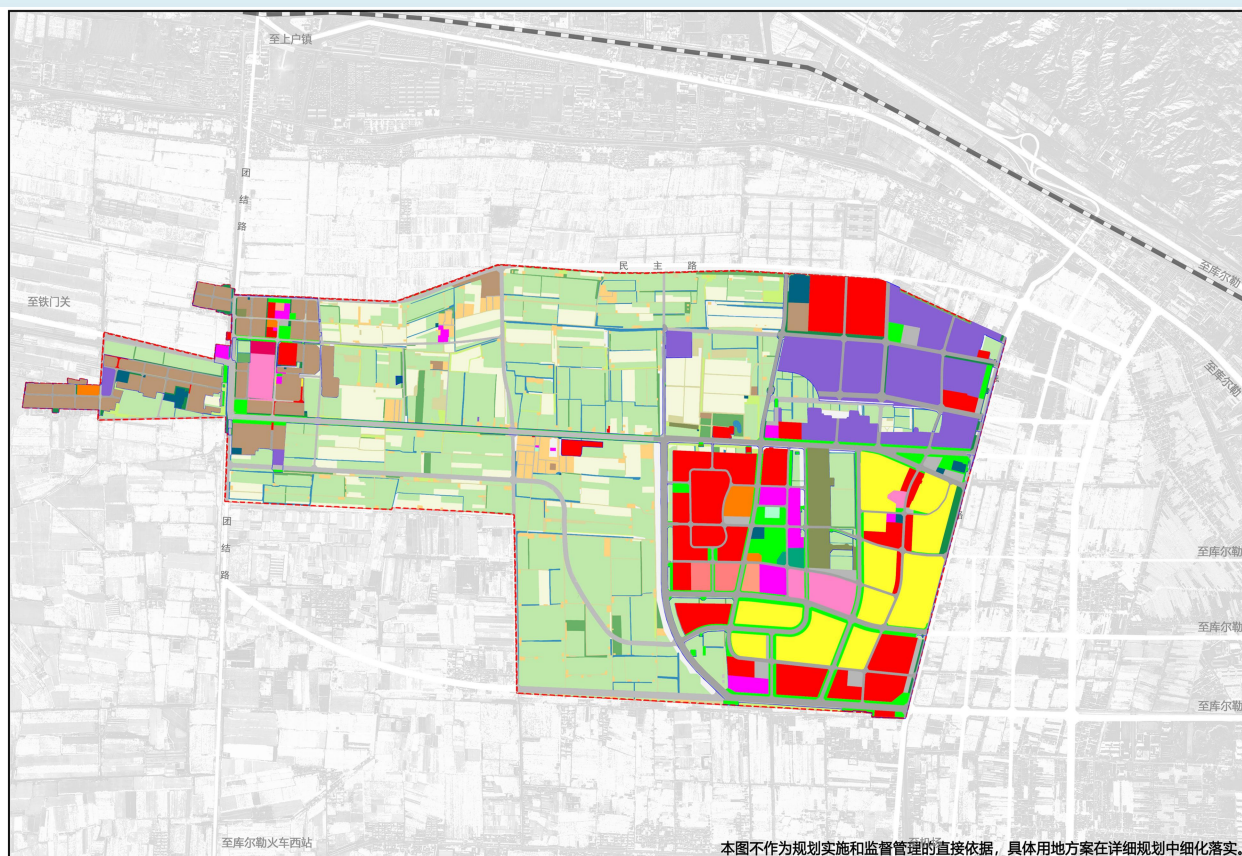 至上户镇
团结路
民主路
至库尔勒
至铁门关
至库尔勒
团结路
至库尔勒
至库尔勒
至库尔勒
至库尔勒火车西站
至机场
本图不作为规划实施和监督管理的直接依据，具体用地方案在详细规划中细化落实。